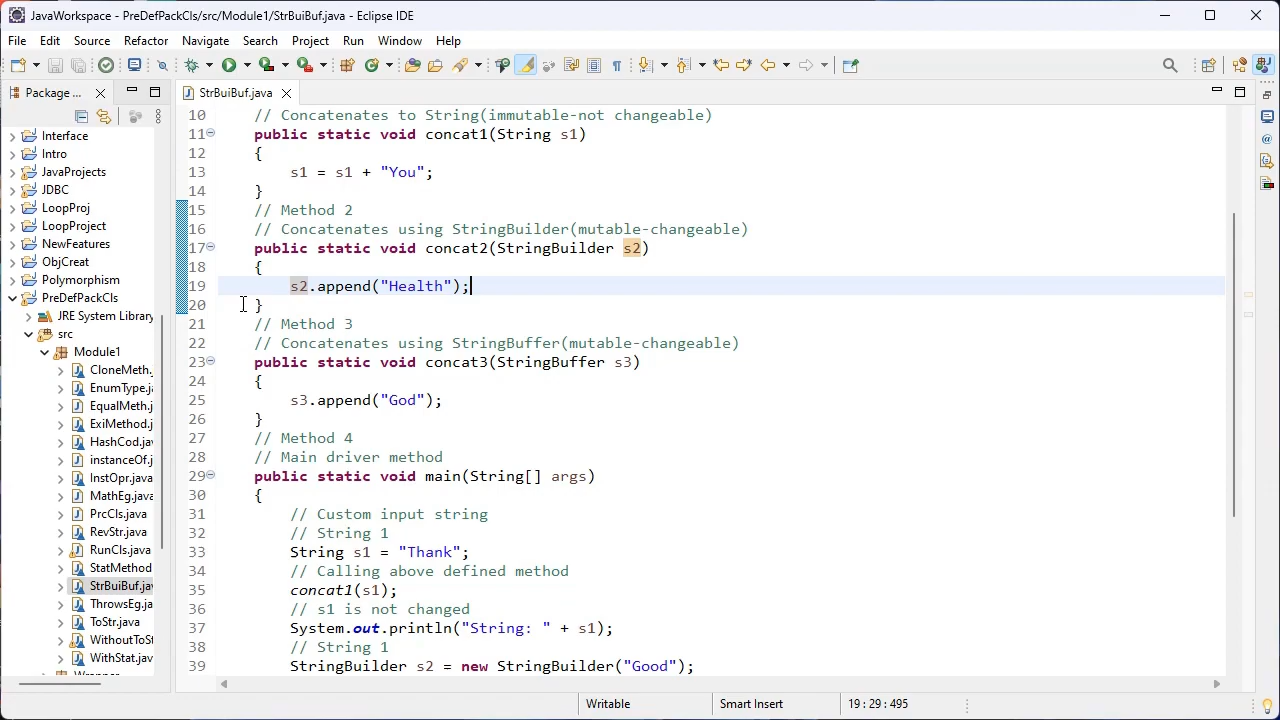 JavaWorkspace - PreDefPackCls/src/Module1/StrBuiBuf.java - Eclipse IDE
File Edit Source Refactor Navigate Search Project Run Window Help
Package ...
StrBuiBuf.java
Interface
Intro
JavaProjects
JDBC
LoopProj
LoopProject
NewFeatures
ObjCreat
Polymorphism
PreDefPackCls
JRE System Library
src
Module1
CloneMeth.
EnumType.ja
EqualMeth.j
ExiMethod.j
HashCod.jav
instanceOf.j
InstOpr.java
MathEg.java
PrcCls.java
RevStr.java
RunCls.java
StatMethod
StrBuiBuf.jav
ThrowsEg.ja
ToStr.java
WithoutToSt
WithStat.jav
10 // Concatenates to String(immutable-not changeable)
11 public static void concat1(String s1)
12 {
13 s1 = s1 + "You";
14 }
15 // Method 2
16 // Concatenates using StringBuilder(mutable-changeable)
17 public static void concat2(StringBuilder s2)
18 {
19 s2.append("Health");
20 }
21 // Method 3
22 // Concatenates using StringBuffer(mutable-changeable)
23 public static void concat3(StringBuffer s3)
24 {
25 s3.append("God");
26 }
27 // Method 4
28 // Main driver method
29 public static void main(String[] args)
30 {
31 // Custom input string
32 // String 1
33 String s1 = "Thank";
34 // Calling above defined method
35 concat1(s1);
36 // s1 is not changed
37 System.out.println("String: " + s1);
38 // String 1
39 StringBuilder s2 = new StringBuilder("Good");
Writable Smart Insert 19 : 29 : 495